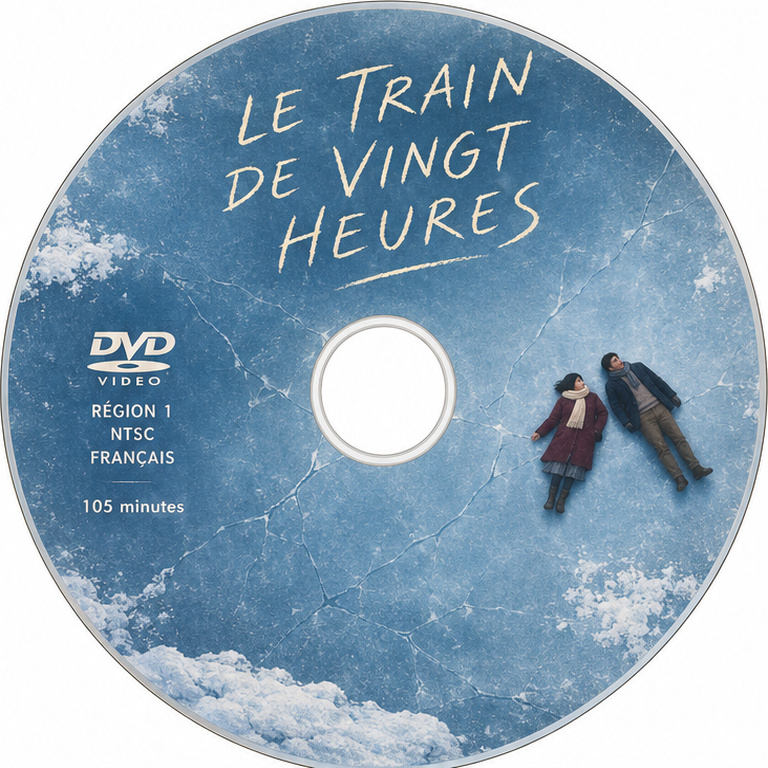 LE TRAIN
DE VINGT
HEURES
DVD
VIDEO
RÉGION 1
NTSC
FRANÇAIS
105 minutes